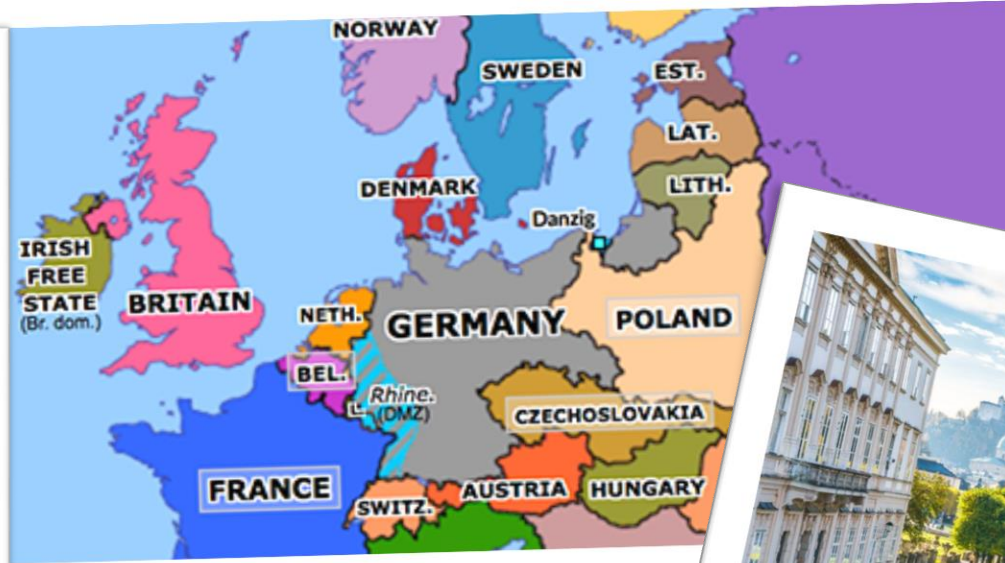 NORWAY
SWEDEN
EST.
LAT.
DENMARK
LITH.
Danzig
IRISH
FREE
STATE
(Br. dom.)
BRITAIN
NETH.
GERMANY
POLAND
BEL.
Rhine.
(DMZ)
CZECHOSLOVAKIA
FRANCE
SWITZ.
AUSTRIA
HUNGARY